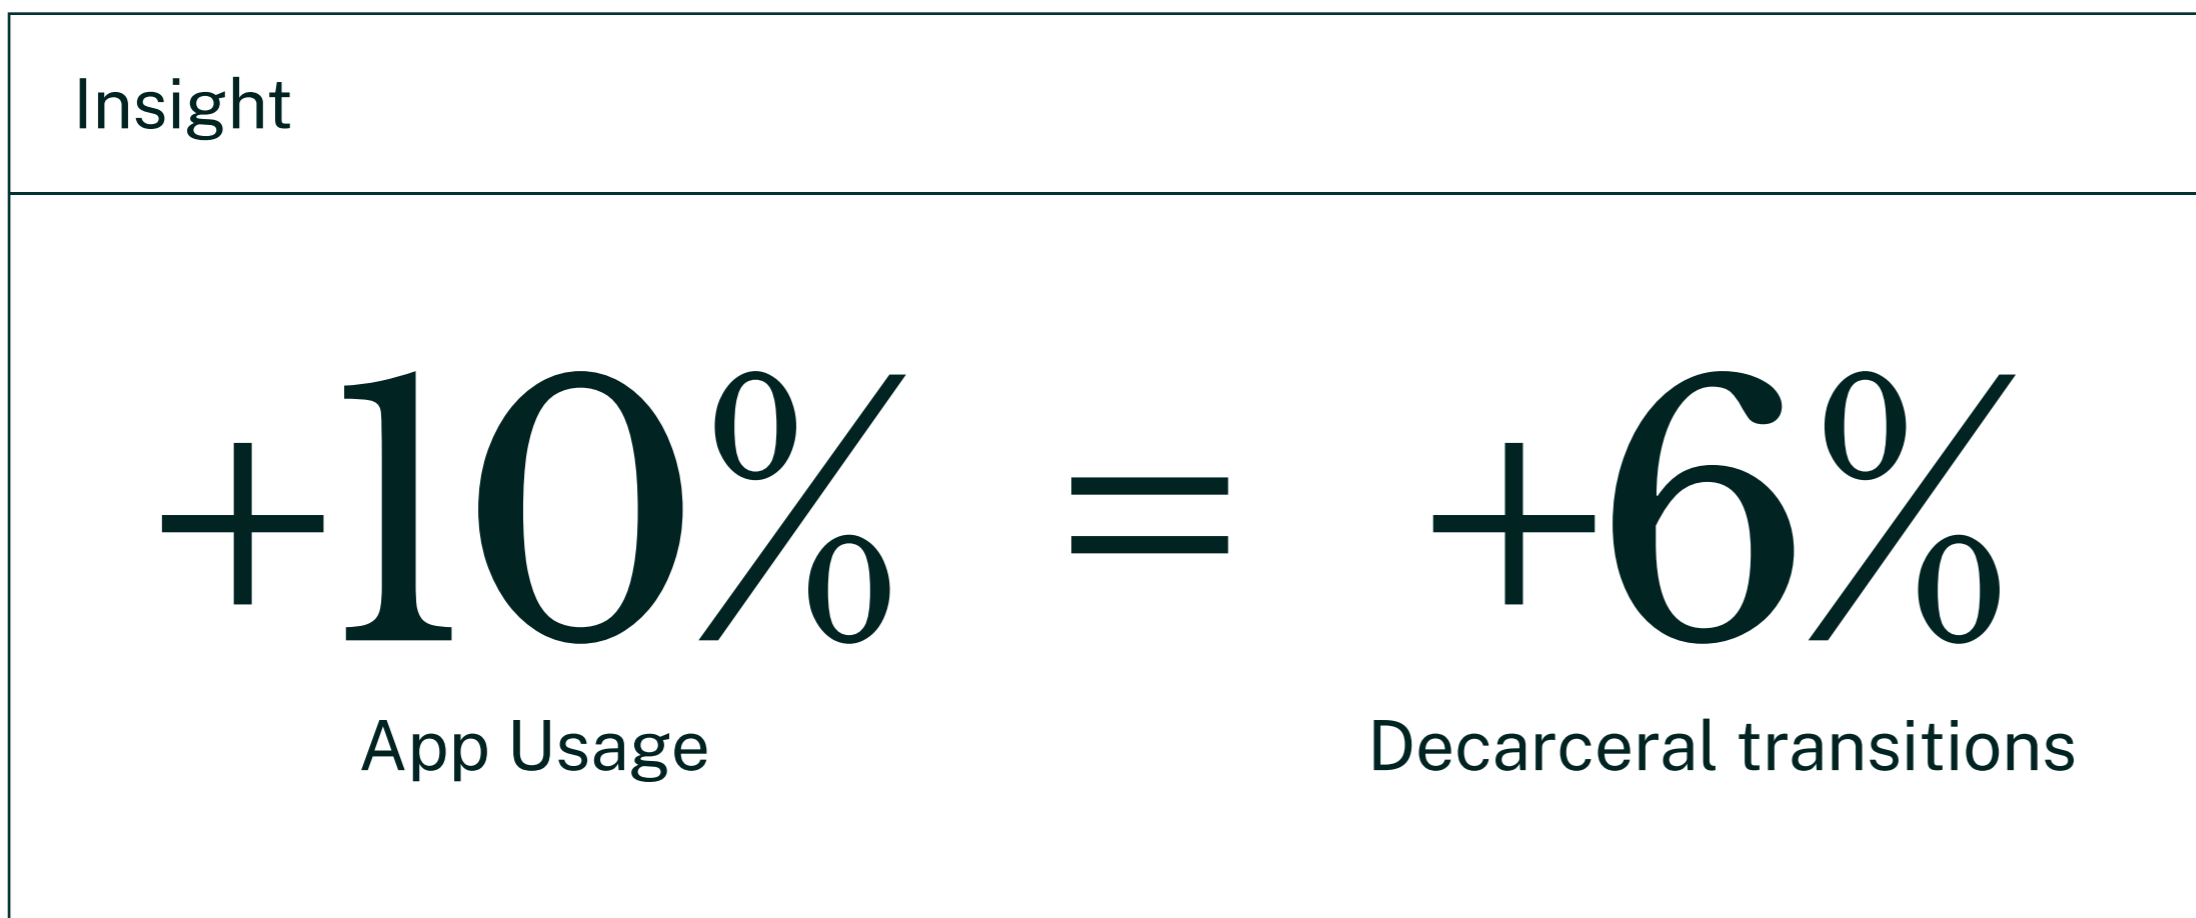 Insight
+10% = +6%
App Usage Decarceral transitions